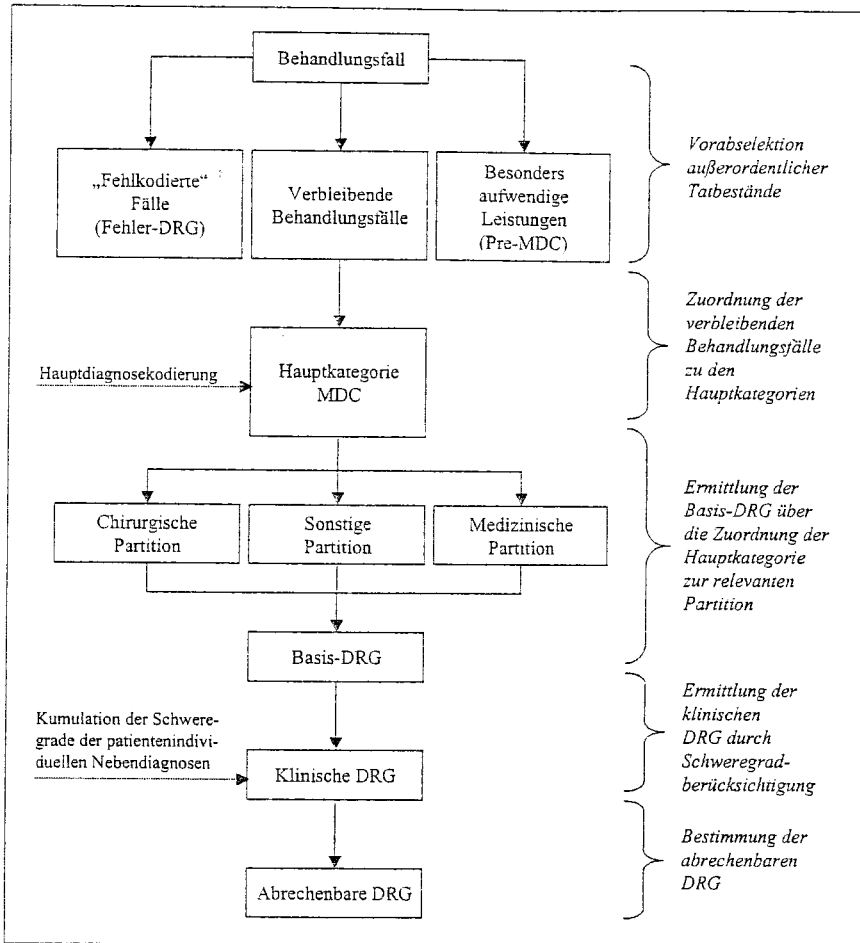 Behandlungsfall
„Fehlkodierte“
Fälle
(Fehler-DRG)
Verbleibende
Behandlungsfälle
Besonders
aufwendige
Leistungen
(Pre-MDC)
Vorabselektion
außerordentlicher
Tatbestände
Hauptdiagnosekodierung
Hauptkategorie
MDC
Zuordnung der
verbleibenden
Behandlungsfälle
zu den
Hauptkategorien
Chirurgische
Partition
Sonstige
Partition
Medizinische
Partition
Basis-DRG
Ermittlung der
Basis-DRG über
die Zuordnung der
Hauptkategorie
zur relevanten
Partition
Kumulation der Schwere-
grade der patientenindivi-
duellen Nebendiagnosen
Klinische DRG
Ermittlung der
klinischen
DRG durch
Schweregrad-
berücksichtigung
Abrechenbare DRG
Bestimmung der
abrechenbaren
DRG